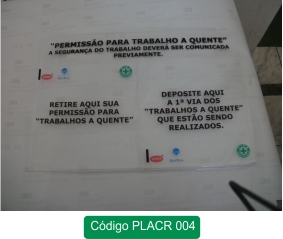 "PERMISSÃO PARA TRABALHO A QUENTE"
A SEGURANÇA DO TRABALHO DEVERÁ SER COMUNICADA
PREVIAMENTE.
RETIRE AQUI SUA
PERMISSÃO PARA
"TRABALHOS A QUENTE"
DEPOSITE AQUI
A 1ª VIA DOS
"TRABALHOS A QUENTE"
QUE ESTÃO SENDO
REALIZADOS.
Código PLACR 004